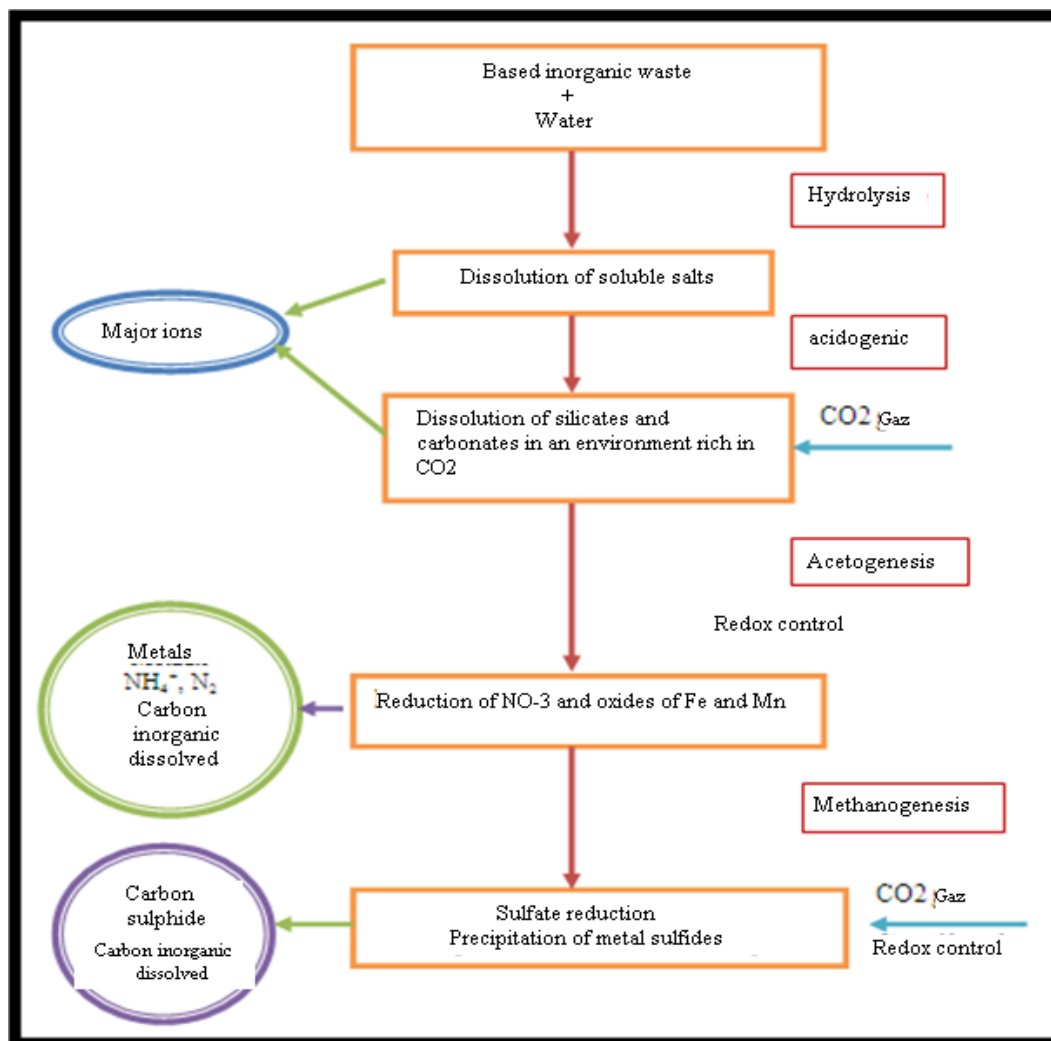 Based inorganic waste
+
Water
Hydrolysis
Dissolution of soluble salts
Major ions
acidogenic
Dissolution of silicates and
carbonates in an environment rich in
CO2
CO2 Gaz
Acetogenesis
Redox control
Metals
NH₄⁻, N₂
Carbon
inorganic
dissolved
Reduction of NO-3 and oxides of Fe and Mn
Methanogenesis
Carbon
sulphide
Carbon inorganic
dissolved
Sulfate reduction
Precipitation of metal sulfides
CO2 Gaz
Redox control